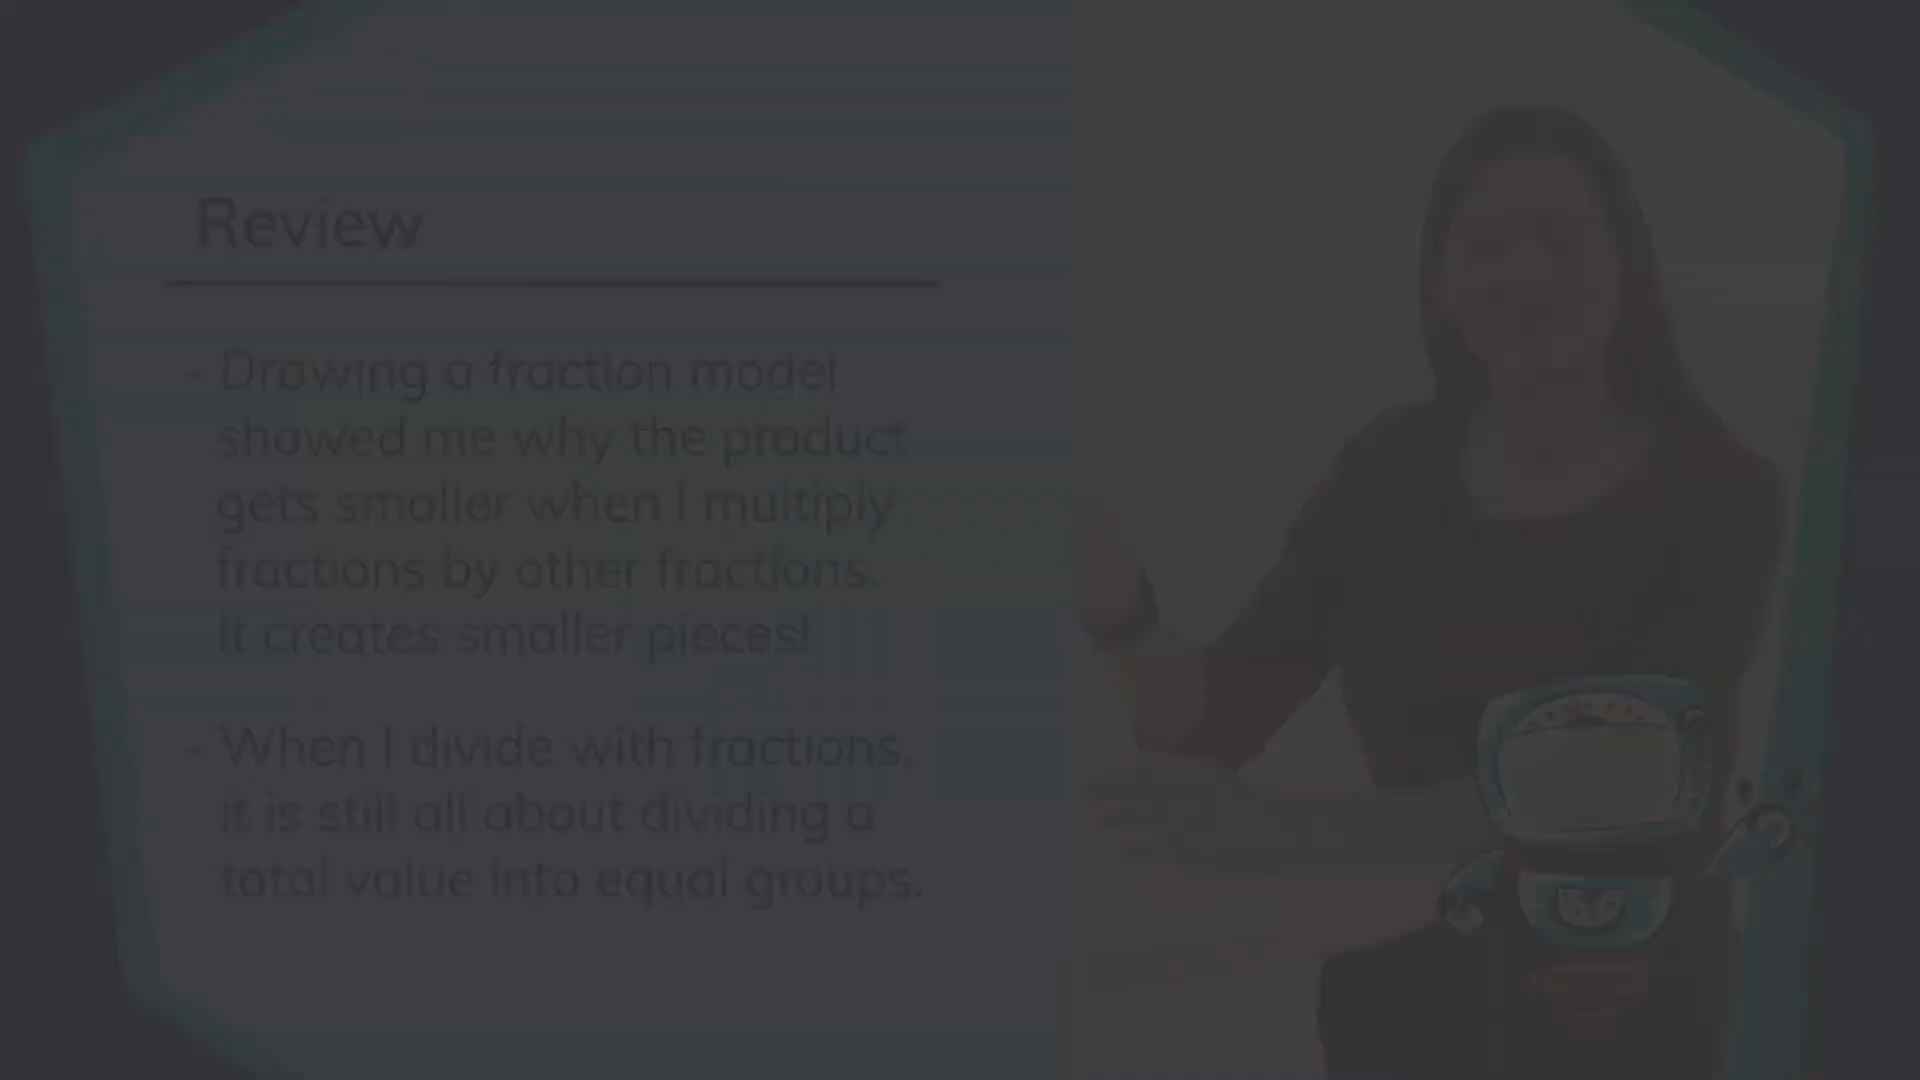 Review
- Drawing a fraction model
showed me why the product
gets smaller when I multiply
fractions by other fractions.
It creates smaller pieces!
- When I divide with fractions,
it is still all about dividing a
total value into equal groups.